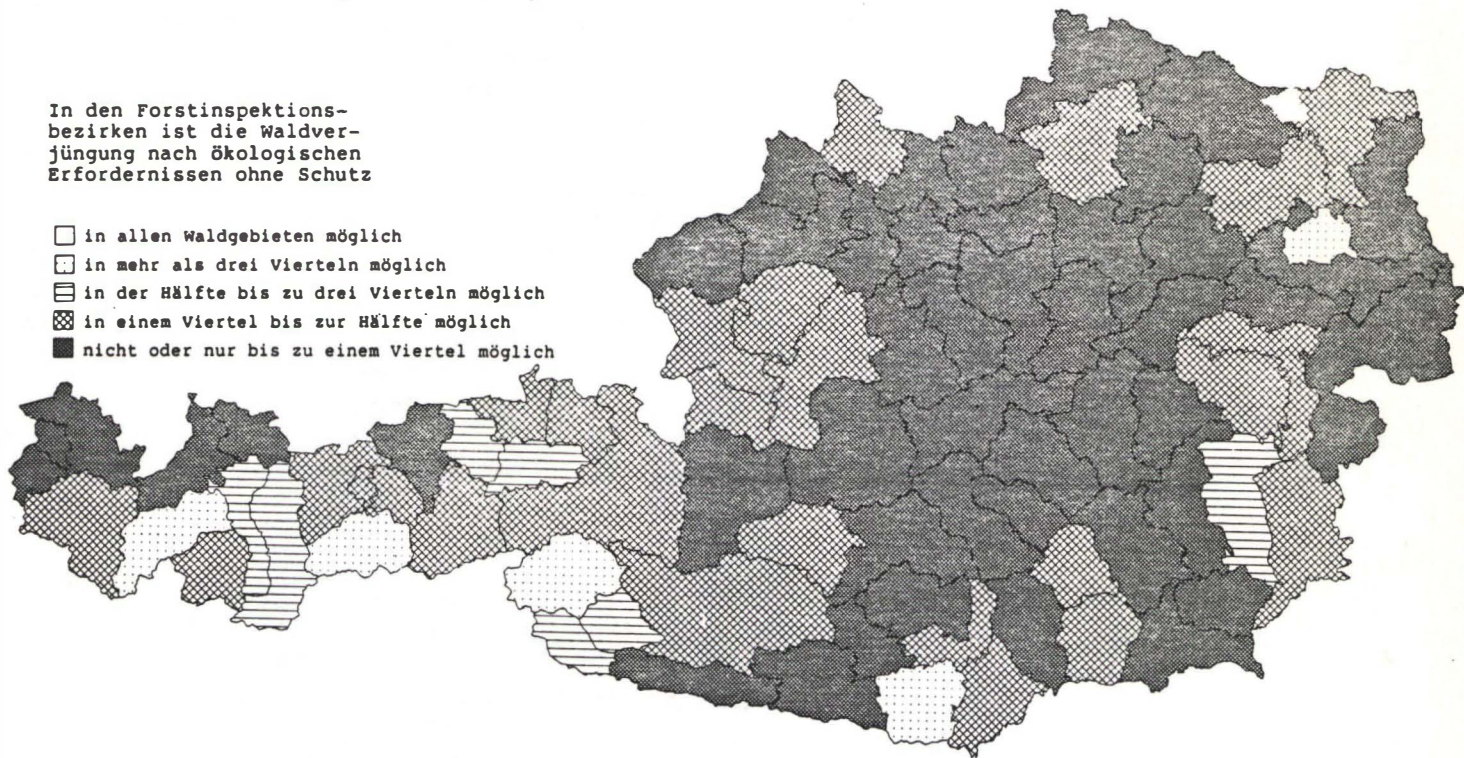 In den Forstinspektions-
bezirken ist die Waldver-
jüngung nach ökologischen
Erfordernissen ohne Schutz
in allen Waldgebieten möglich
in mehr als drei Vierteln möglich
in der Hälfte bis zu drei Vierteln möglich
in einem Viertel bis zur Hälfte möglich
nicht oder nur bis zu einem Viertel möglich